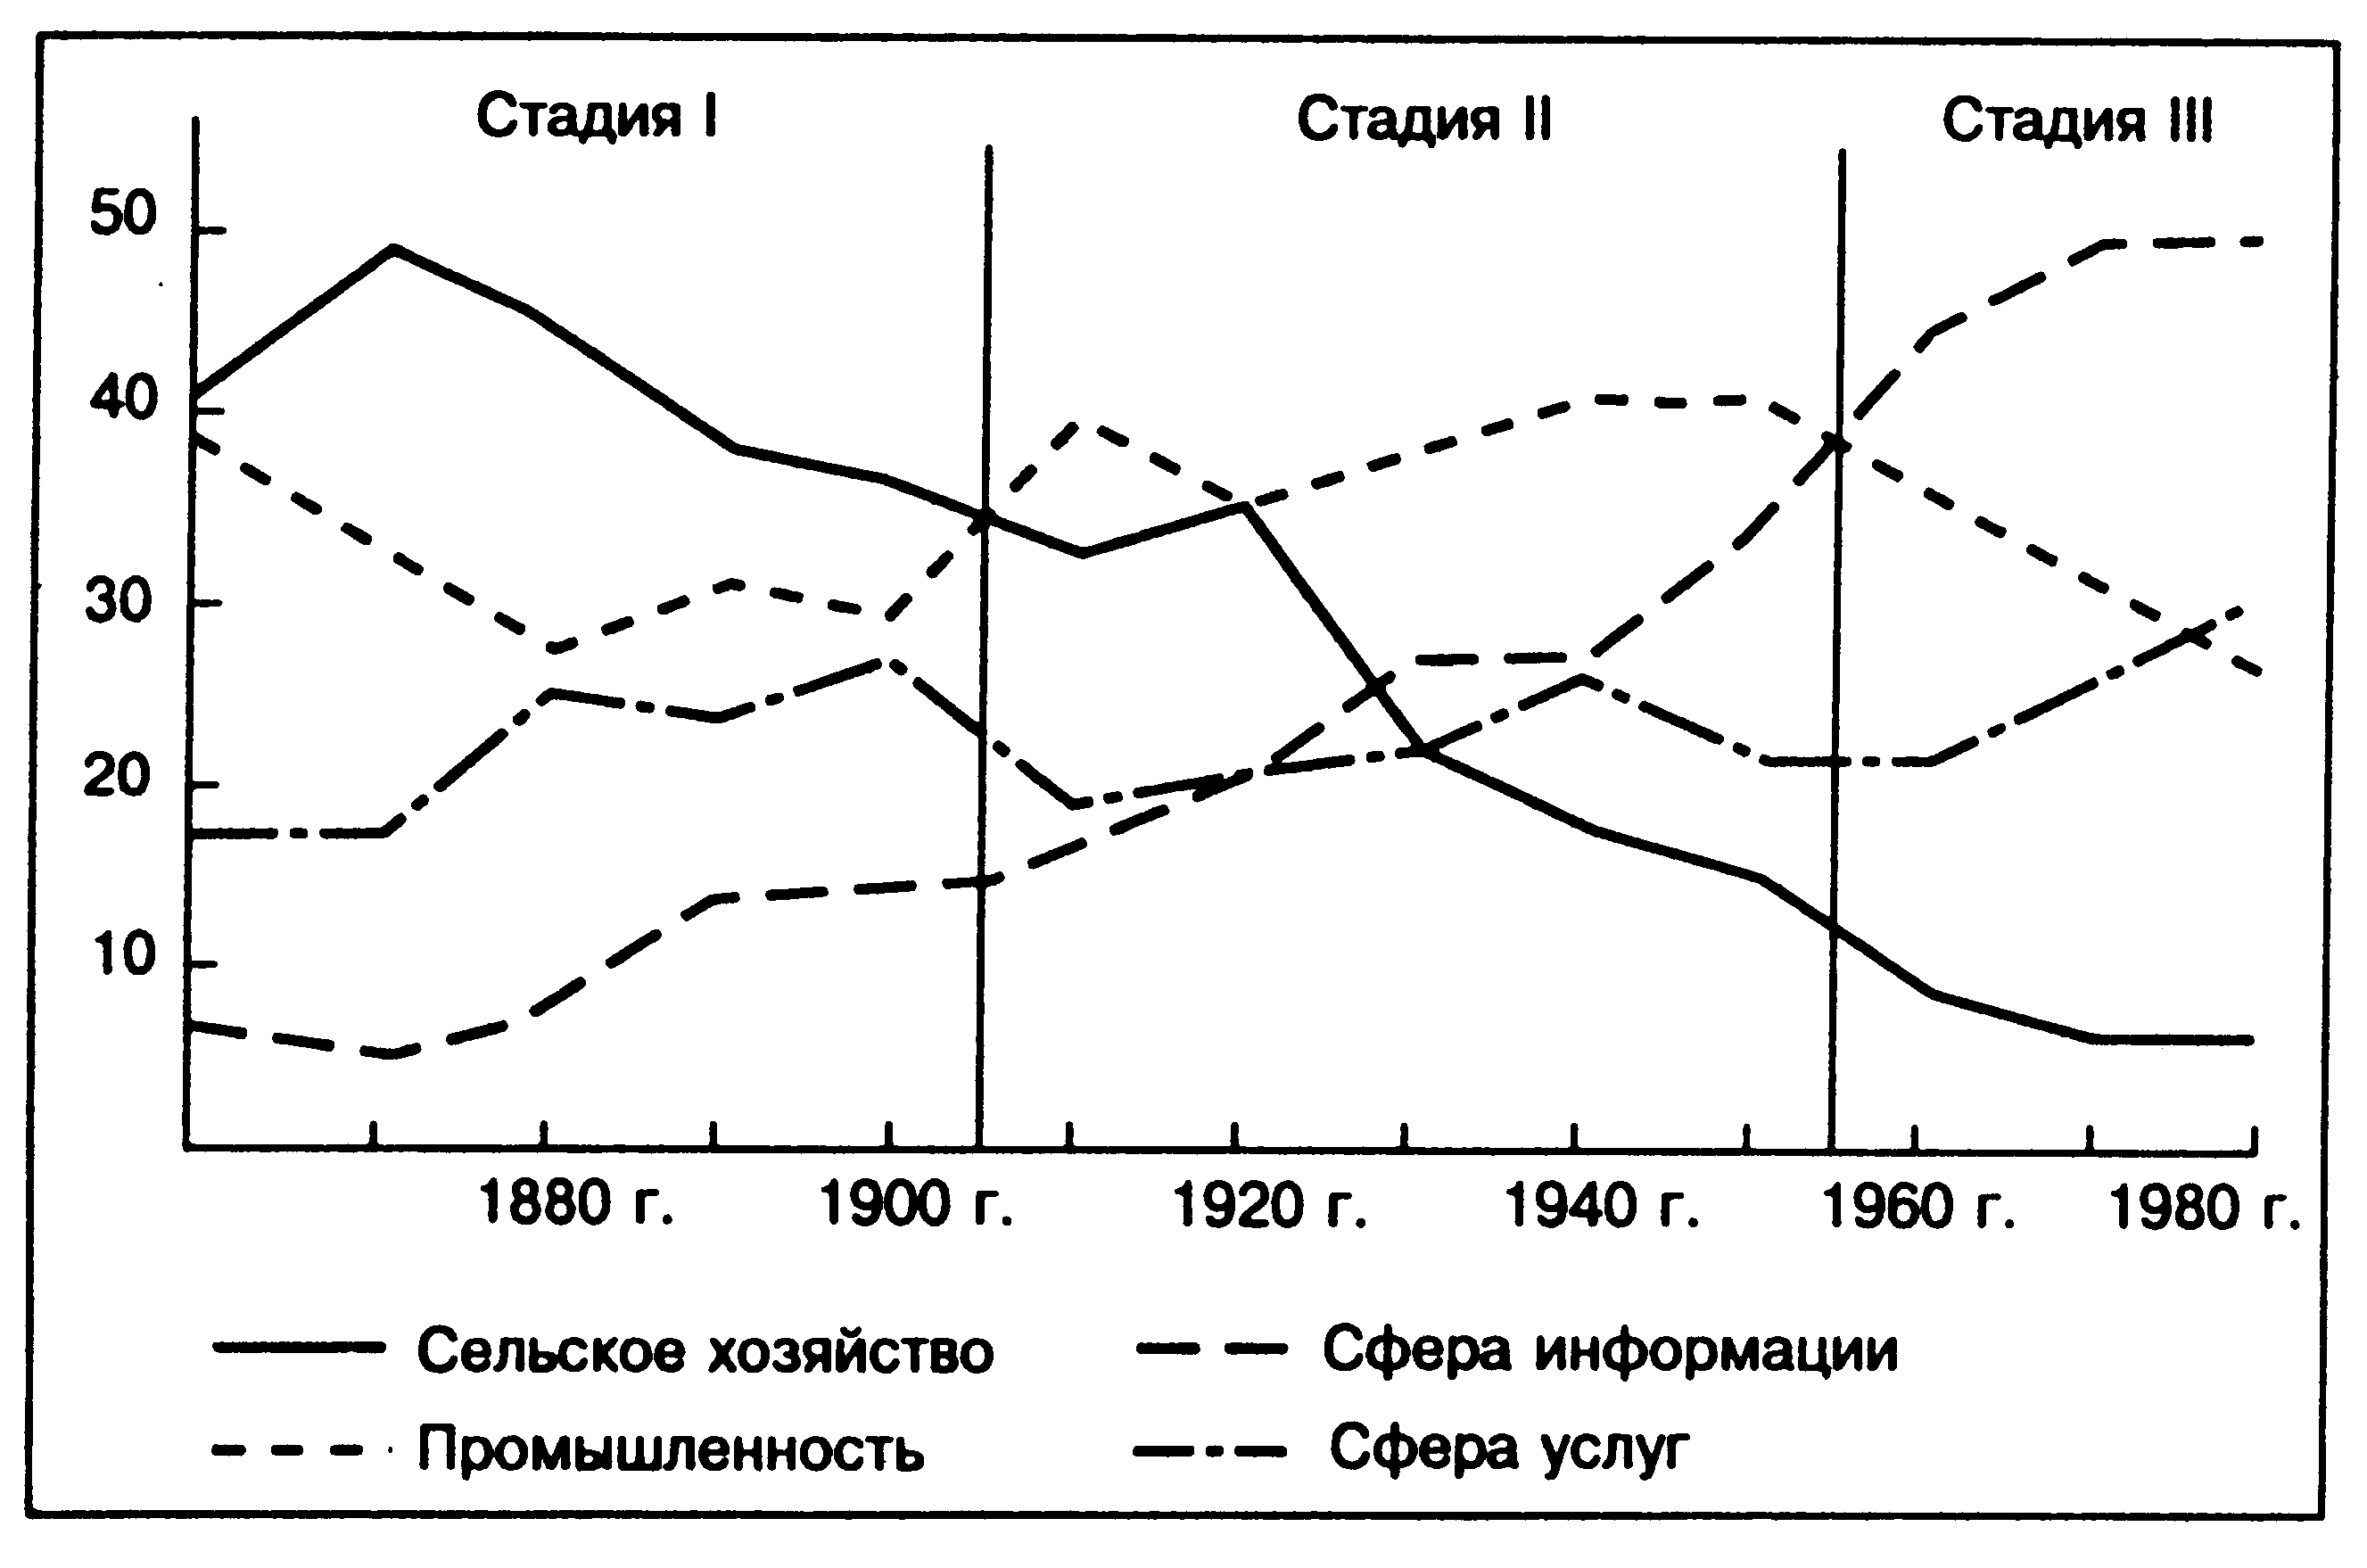 Стадия I Стадия II Стадия III
50
40
30
20
10
1880 г. 1900 г. 1920 г. 1940 г. 1960 г. 1980 г.
Сельское хозяйство Сфера информации
Промышленность Сфера услуг